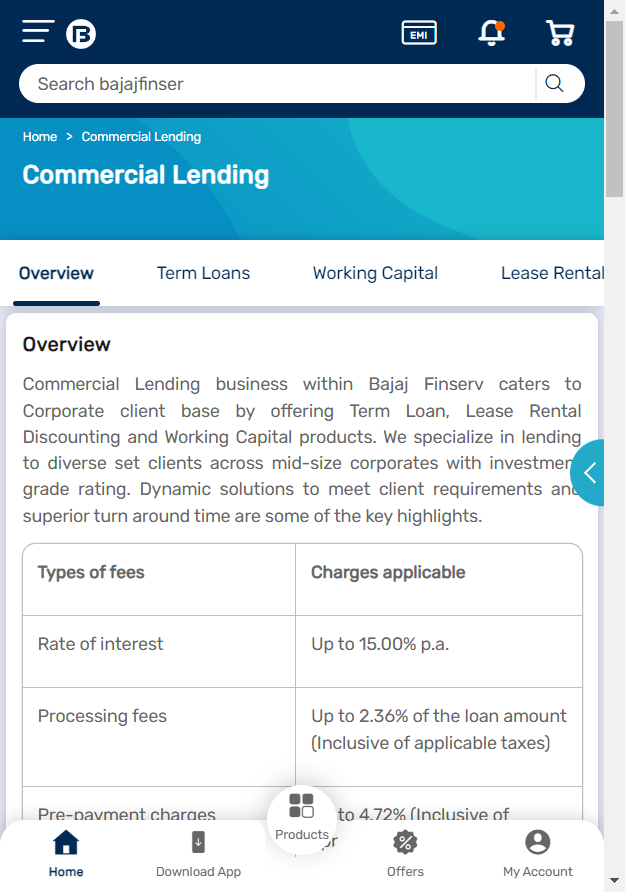 EMI
Search bajajfinser
Home > Commercial Lending
Commercial Lending
Overview Term Loans Working Capital Lease Rental
Overview
Commercial Lending business within Bajaj Finserv caters to
Corporate client base by offering Term Loan, Lease Rental
Discounting and Working Capital products. We specialize in lending
to diverse set clients across mid-size corporates with investment
grade rating. Dynamic solutions to meet client requirements and
superior turn around time are some of the key highlights.
Types of fees Charges applicable
Rate of interest Up to 15.00% p.a.
Processing fees Up to 2.36% of the loan amount
(Inclusive of applicable taxes)
Pre-payment charges to 4.72% (Inclusive of
Products
Home Download App Offers My Account